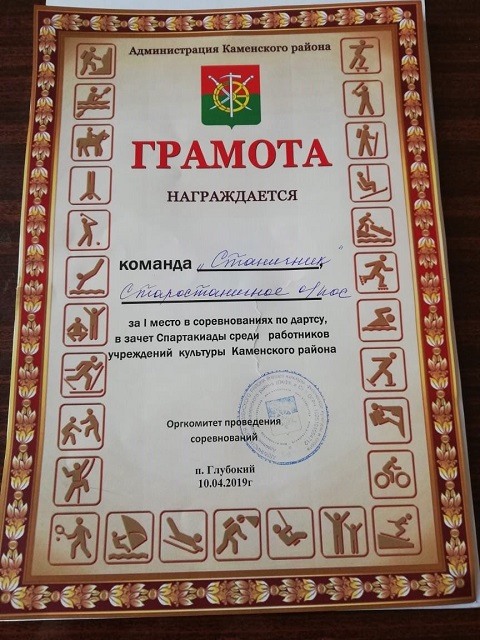 Администрация Каменского района
ГРАМОТА
НАГРАЖДАЕТСЯ
команда „Станичник"
Старостаничное с/пос
за I место в соревнованиях по дартсу,
в зачет Спартакиады среди работников
учреждений культуры Каменского района
Оргкомитет проведения
соревнований
п. Глубокий
10.04.2019г